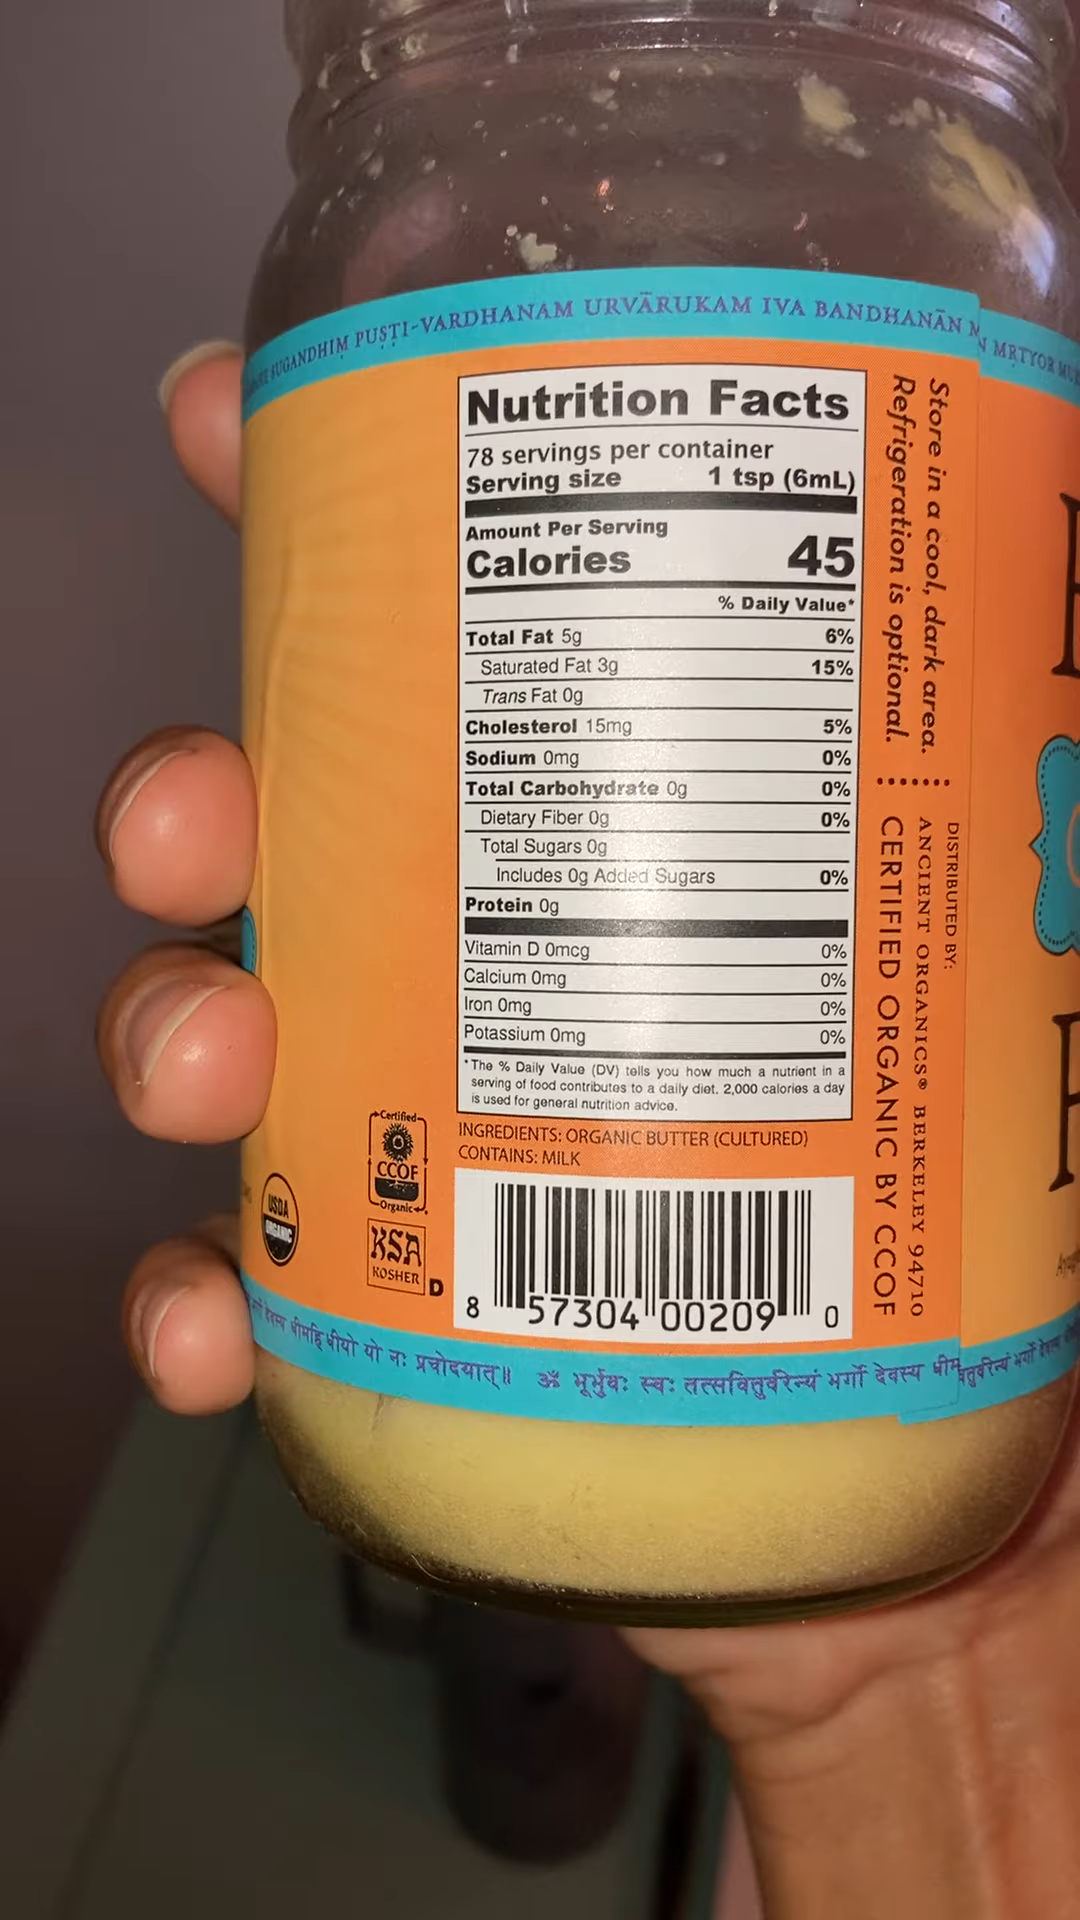 SUGANDHIṂ PUṢṬI-VARDHANAM URVĀRUKAM IVA BANDHANĀN
N MṚTYOR
Nutrition Facts
78 servings per container
Serving size 1 tsp (6mL)
Amount Per Serving
Calories 45
% Daily Value*
Total Fat 5g 6%
Saturated Fat 3g 15%
Trans Fat 0g
Cholesterol 15mg 5%
Sodium 0mg 0%
Total Carbohydrate 0g 0%
Dietary Fiber 0g 0%
Total Sugars 0g
Includes 0g Added Sugars 0%
Protein 0g
Vitamin D 0mcg 0%
Calcium 0mg 0%
Iron 0mg 0%
Potassium 0mg 0%
*The % Daily Value (DV) tells you how much a nutrient in a
serving of food contributes to a daily diet. 2,000 calories a day
is used for general nutrition advice.
INGREDIENTS: ORGANIC BUTTER (CULTURED)
CONTAINS: MILK
8 57304 00209 0
Store in a cool, dark area.
Refrigeration is optional.
DISTRIBUTED BY:
ANCIENT ORGANICS® BERKELEY 94710
CERTIFIED ORGANIC BY CCOF
Certified
CCOF
Organic
KSA
KOSHER
D
USDA
ORGANIC
देवस्य धीमहि धीयो यो नः प्रचोदयात्॥ ॐ भूर्भुवः स्वः तत्सवितुर्वरेन्यं भर्गो देवस्य